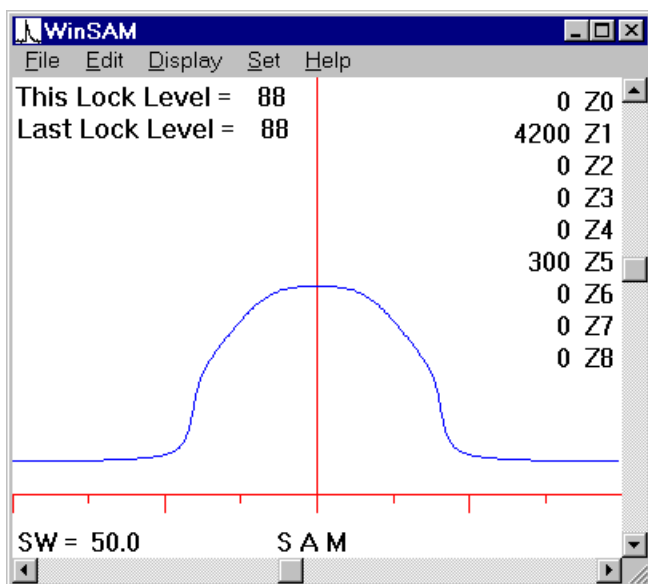 WinSAM
File Edit Display Set Help
This Lock Level = 88
Last Lock Level = 88
0 Z0
4200 Z1
0 Z2
0 Z3
0 Z4
300 Z5
0 Z6
0 Z7
0 Z8
SW = 50.0 S A M